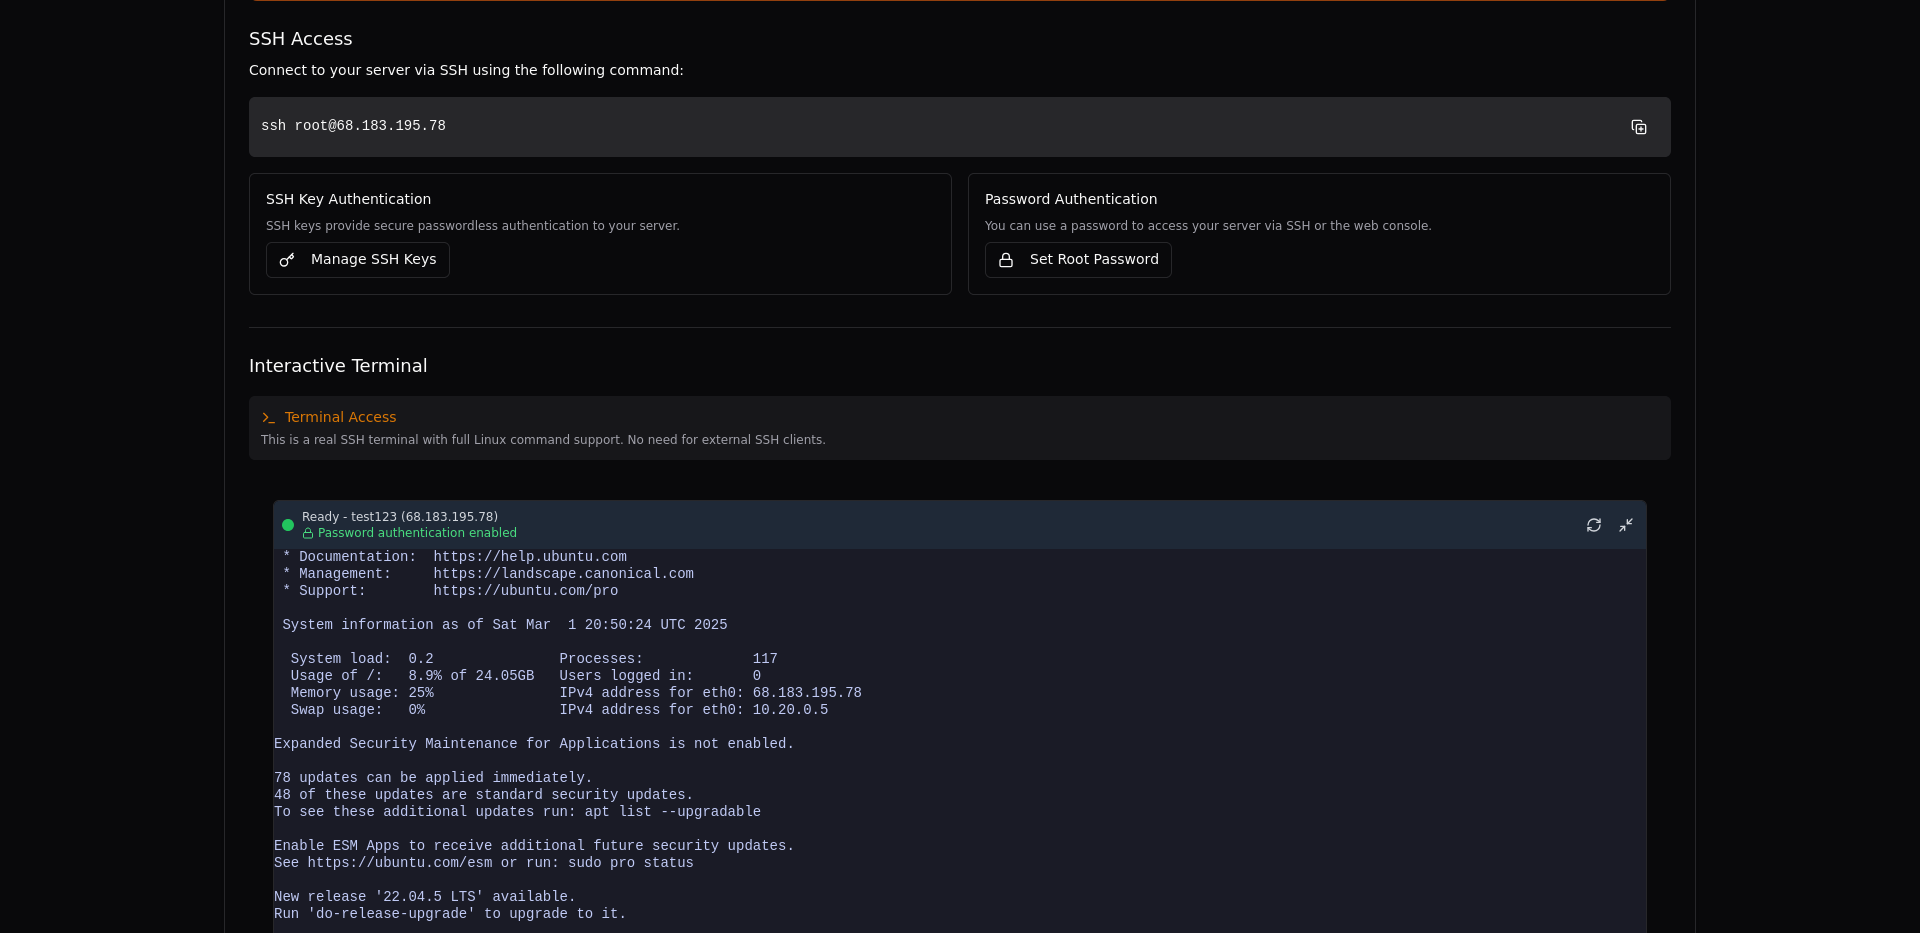 SSH Access
Connect to your server via SSH using the following command:
ssh root@68.183.195.78
SSH Key Authentication
SSH keys provide secure passwordless authentication to your server.
Manage SSH Keys
Password Authentication
You can use a password to access your server via SSH or the web console.
Set Root Password
Interactive Terminal
Terminal Access
This is a real SSH terminal with full Linux command support. No need for external SSH clients.
Ready - test123 (68.183.195.78)
Password authentication enabled
 * Documentation:  https://help.ubuntu.com
 * Management:     https://landscape.canonical.com
 * Support:        https://ubuntu.com/pro
 System information as of Sat Mar  1 20:50:24 UTC 2025
  System load:  0.2               Processes:             117
  Usage of /:   8.9% of 24.05GB   Users logged in:       0
  Memory usage: 25%               IPv4 address for eth0: 68.183.195.78
  Swap usage:   0%                IPv4 address for eth0: 10.20.0.5
Expanded Security Maintenance for Applications is not enabled.
78 updates can be applied immediately.
48 of these updates are standard security updates.
To see these additional updates run: apt list --upgradable
Enable ESM Apps to receive additional future security updates.
See https://ubuntu.com/esm or run: sudo pro status
New release '22.04.5 LTS' available.
Run 'do-release-upgrade' to upgrade to it.